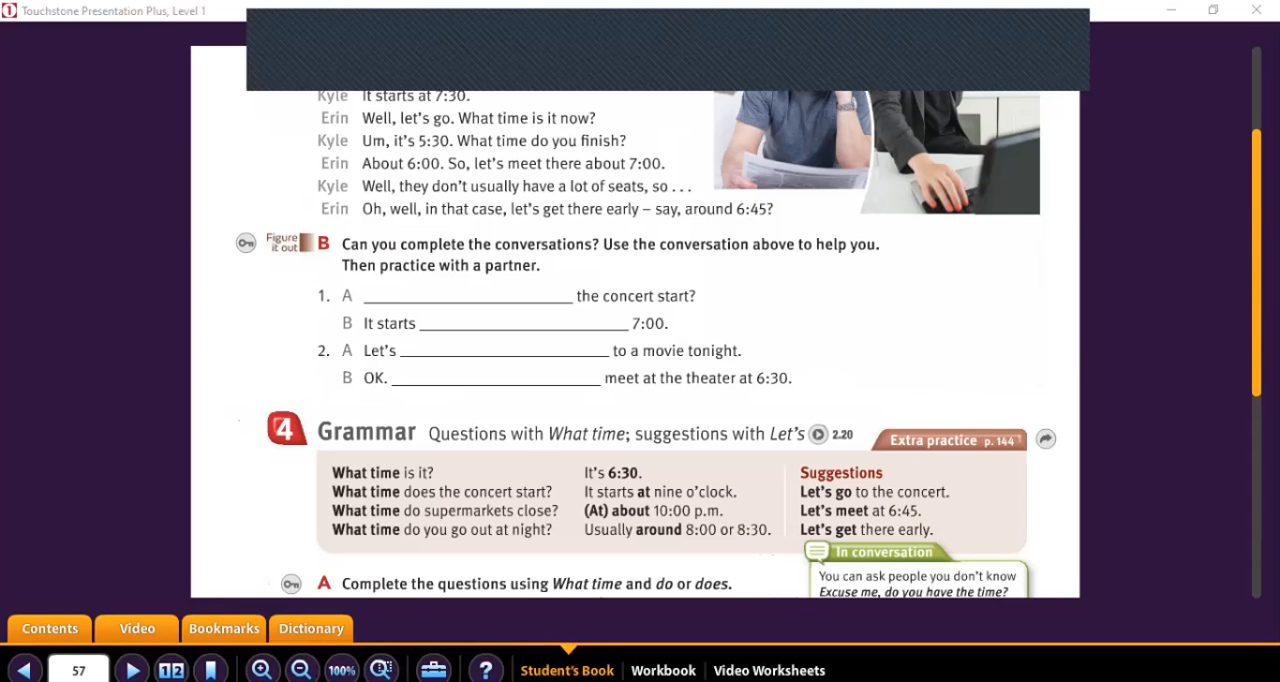 Touchstone Presentation Plus, Level 1
Kyle It starts at 7:30.
Erin Well, let's go. What time is it now?
Kyle Um, it's 5:30. What time do you finish?
Erin About 6:00. So, let's meet there about 7:00.
Kyle Well, they don't usually have a lot of seats, so . . .
Erin Oh, well, in that case, let's get there early – say, around 6:45?
Figure it out B Can you complete the conversations? Use the conversation above to help you.
Then practice with a partner.
1. A ____________________ the concert start?
B It starts ____________________ 7:00.
2. A Let's ____________________ to a movie tonight.
B OK. ____________________ meet at the theater at 6:30.
4 Grammar Questions with What time; suggestions with Let's 2.20
Extra practice p. 144
What time is it? It's 6:30. Suggestions
What time does the concert start? It starts at nine o'clock. Let's go to the concert.
What time do supermarkets close? (At) about 10:00 p.m. Let's meet at 6:45.
What time do you go out at night? Usually around 8:00 or 8:30. Let's get there early.
In conversation
A Complete the questions using What time and do or does.
You can ask people you don't know
Excuse me, do you have the time?
Contents Video Bookmarks Dictionary
57 1 2 100% ? Student's Book Workbook Video Worksheets